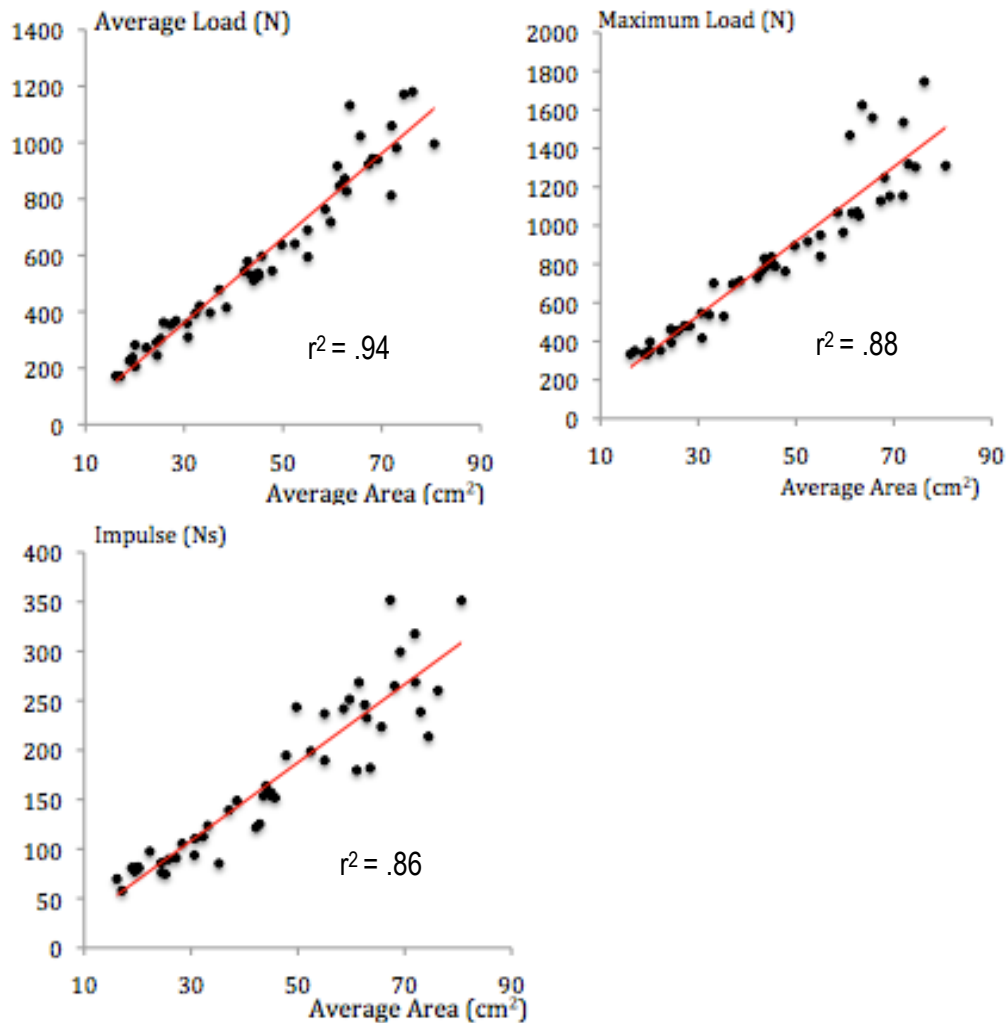 Average Load (N)
1400
1200
1000
800
600
400
200
0
r² = .94
10 30 50 70 90
Average Area (cm²)
Maximum Load (N)
2000
1800
1600
1400
1200
1000
800
600
400
200
0
r² = .88
10 30 50 70 90
Average Area (cm²)
Impulse (Ns)
400
350
300
250
200
150
100
50
0
r² = .86
10 30 50 70 90
Average Area (cm²)